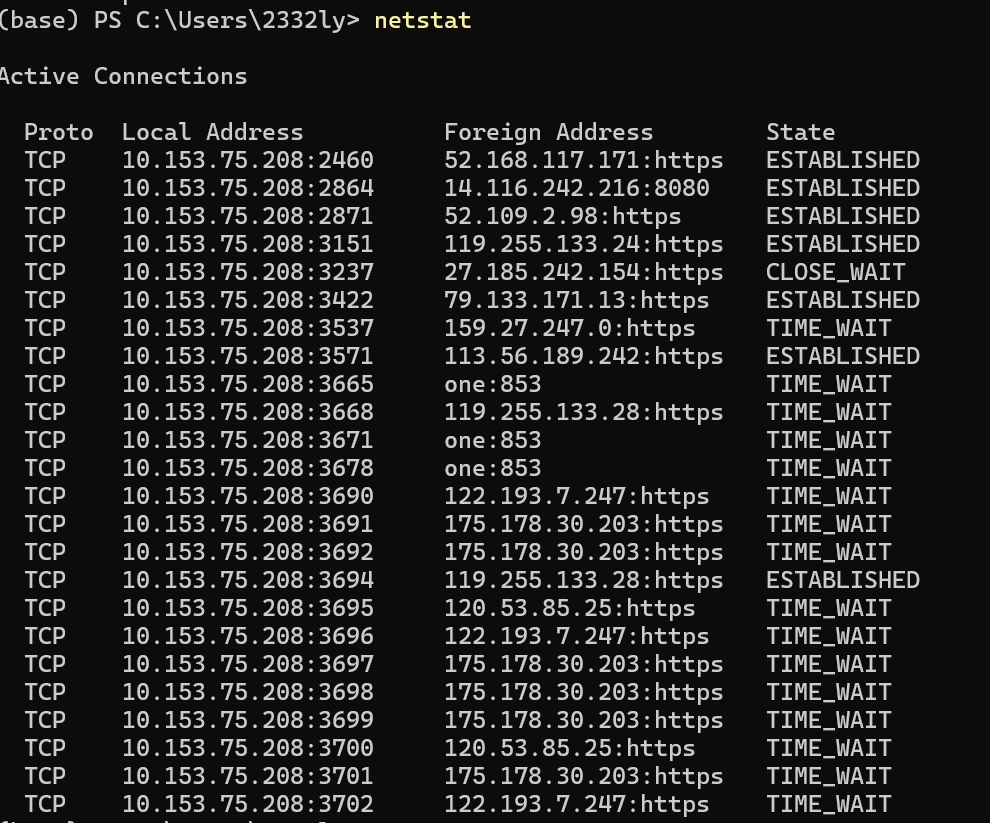 (base) PS C:\Users\2332ly> netstat
Active Connections
Proto Local Address Foreign Address State
TCP 10.153.75.208:2460 52.168.117.171:https ESTABLISHED
TCP 10.153.75.208:2864 14.116.242.216:8080 ESTABLISHED
TCP 10.153.75.208:2871 52.109.2.98:https ESTABLISHED
TCP 10.153.75.208:3151 119.255.133.24:https ESTABLISHED
TCP 10.153.75.208:3237 27.185.242.154:https CLOSE_WAIT
TCP 10.153.75.208:3422 79.133.171.13:https ESTABLISHED
TCP 10.153.75.208:3537 159.27.247.0:https TIME_WAIT
TCP 10.153.75.208:3571 113.56.189.242:https ESTABLISHED
TCP 10.153.75.208:3665 one:853 TIME_WAIT
TCP 10.153.75.208:3668 119.255.133.28:https TIME_WAIT
TCP 10.153.75.208:3671 one:853 TIME_WAIT
TCP 10.153.75.208:3678 one:853 TIME_WAIT
TCP 10.153.75.208:3690 122.193.7.247:https TIME_WAIT
TCP 10.153.75.208:3691 175.178.30.203:https TIME_WAIT
TCP 10.153.75.208:3692 175.178.30.203:https TIME_WAIT
TCP 10.153.75.208:3694 119.255.133.28:https ESTABLISHED
TCP 10.153.75.208:3695 120.53.85.25:https TIME_WAIT
TCP 10.153.75.208:3696 122.193.7.247:https TIME_WAIT
TCP 10.153.75.208:3697 175.178.30.203:https TIME_WAIT
TCP 10.153.75.208:3698 175.178.30.203:https TIME_WAIT
TCP 10.153.75.208:3699 175.178.30.203:https TIME_WAIT
TCP 10.153.75.208:3700 120.53.85.25:https TIME_WAIT
TCP 10.153.75.208:3701 175.178.30.203:https TIME_WAIT
TCP 10.153.75.208:3702 122.193.7.247:https TIME_WAIT